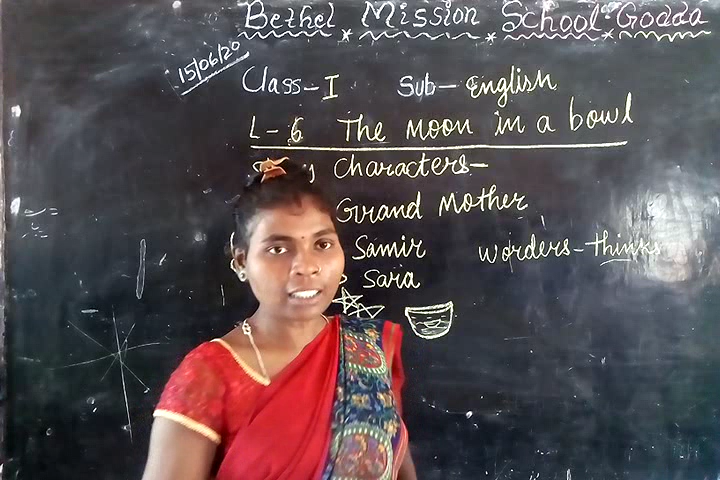 Bethel Mission School Godda
15/06/20
Class-I Sub- English
L-6 The Moon in a bowl
Characters-
Grand Mother
Samir worders-thinks
Sara